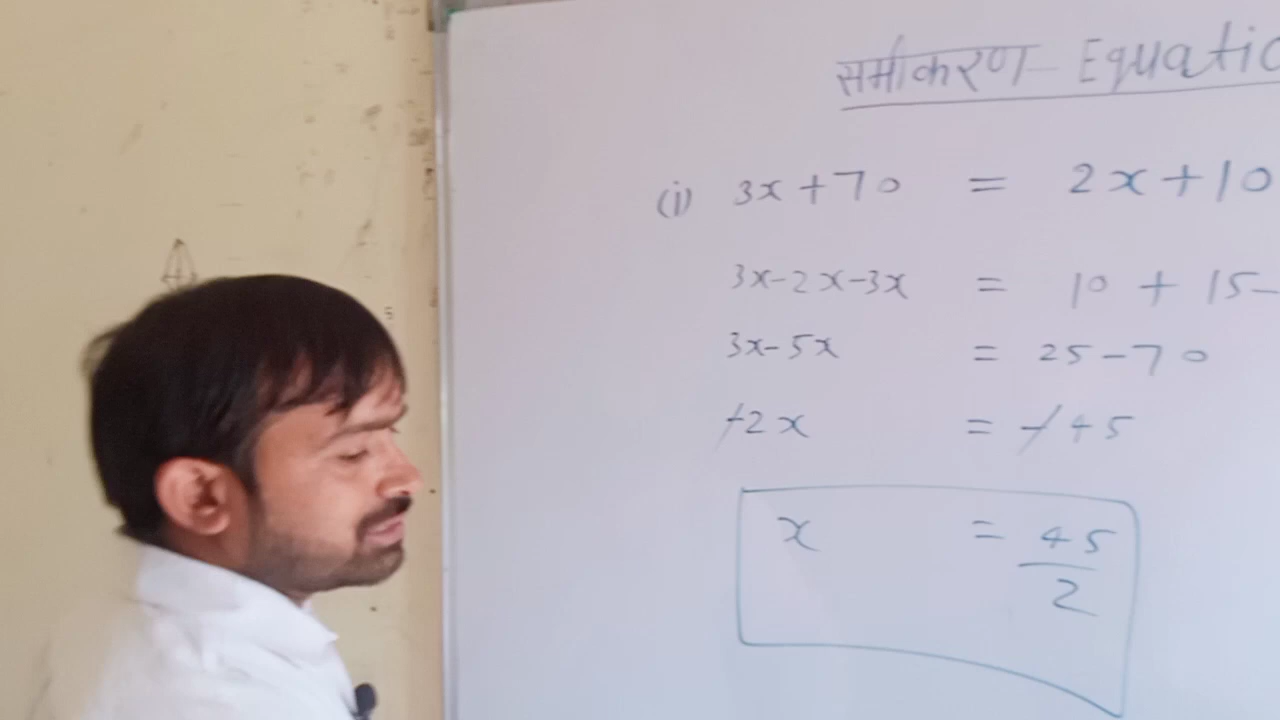 समीकरण - Equatio
(i) 3x + 70 = 2x + 10
3x - 2x - 3x = 10 + 15 -
3x - 5x = 25 - 70
-2x = -45
x = 45/2